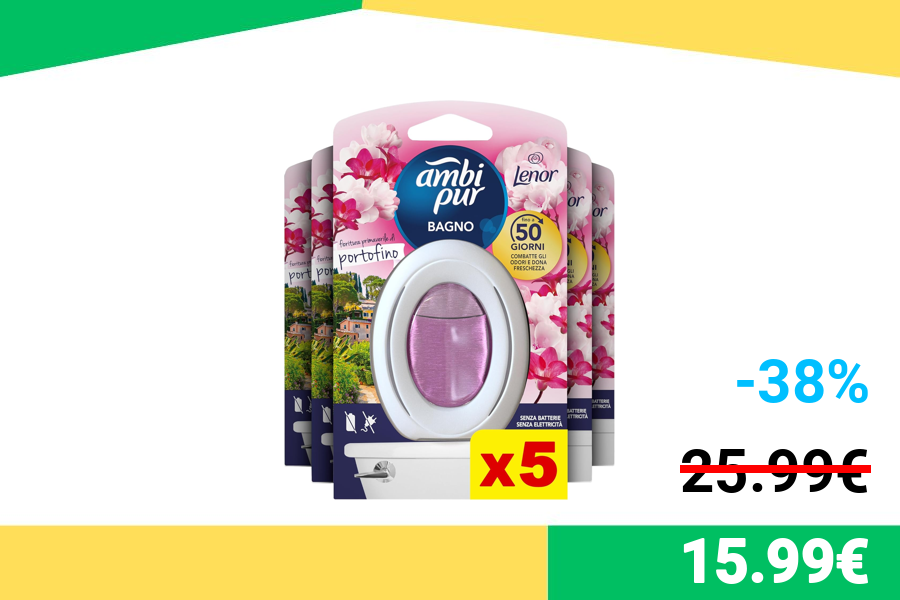 ambi
pur
BAGNO
Lenor
fino a
50
GIORNI
COMBATTE GLI
ODORI E DONA
FRESCHEZZA
fioritura primaverile di
portofino
SENZA BATTERIE
SENZA ELETTRICITÀ
x5
-38%
25.99€
15.99€